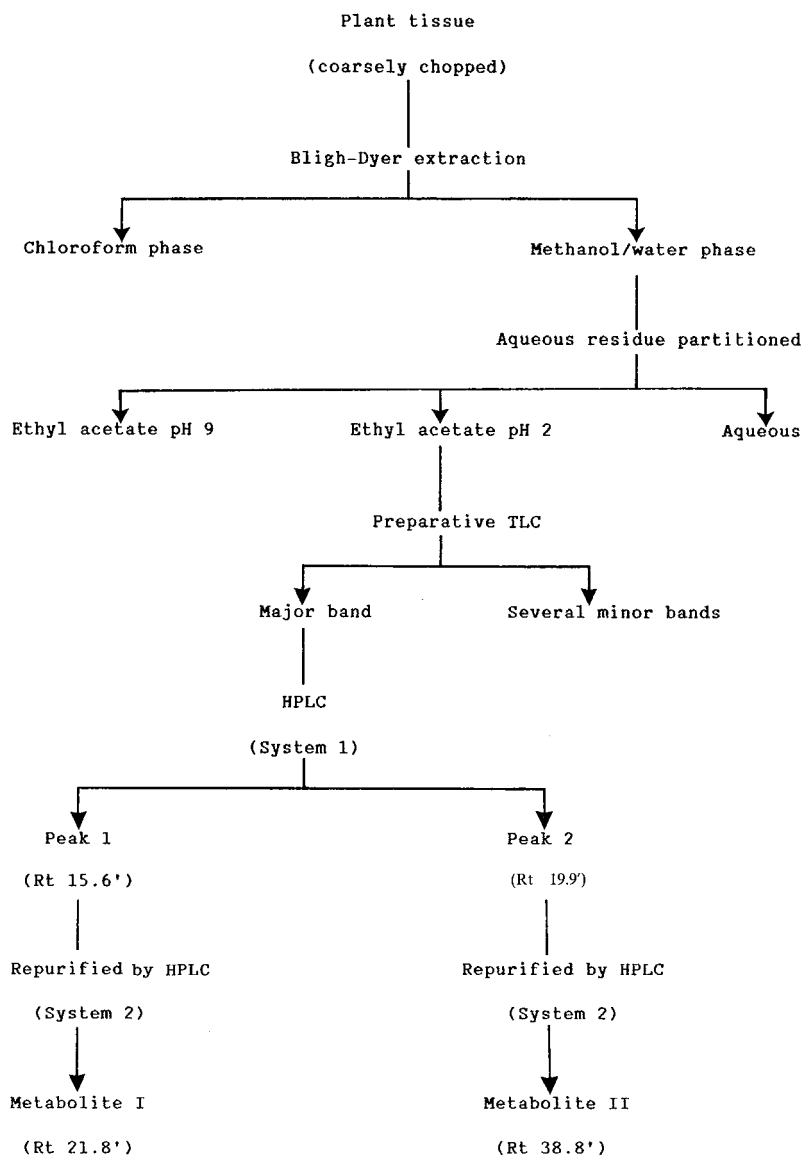 Plant tissue
(coarsely chopped)
Bligh-Dyer extraction
Chloroform phase
Methanol/water phase
Aqueous residue partitioned
Ethyl acetate pH 9
Ethyl acetate pH 2
Aqueous
Preparative TLC
Major band
Several minor bands
HPLC
(System 1)
Peak 1
Peak 2
(Rt 15.6')
(Rt 19.9')
Repurified by HPLC
Repurified by HPLC
(System 2)
(System 2)
Metabolite I
Metabolite II
(Rt 21.8')
(Rt 38.8')